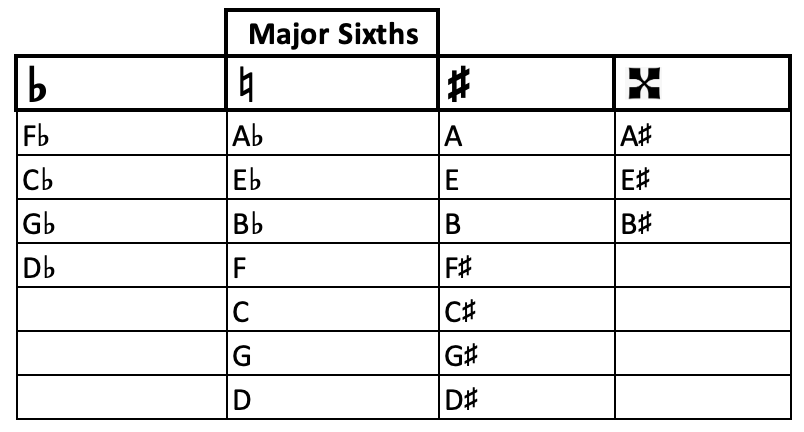 Major Sixths
♭ ♮ ♯ 𝄪
F♭ A♭ A A♯
C♭ E♭ E E♯
G♭ B♭ B B♯
D♭ F F♯
C C♯
G G♯
D D♯